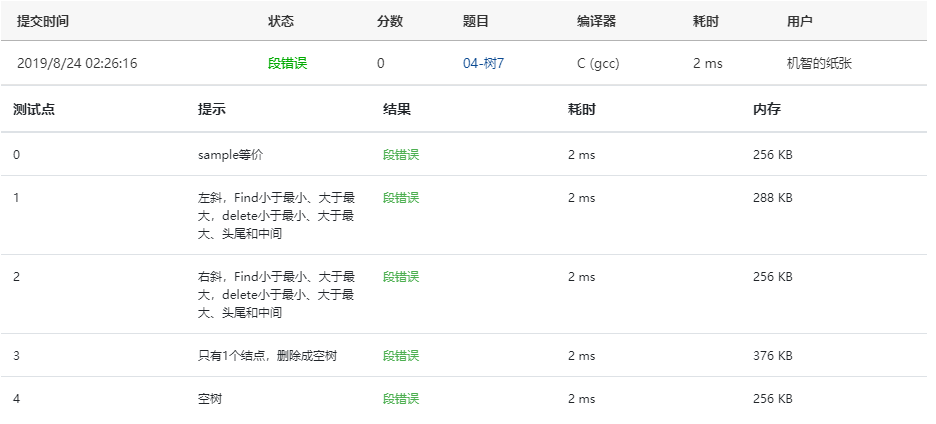 提交时间 状态 分数 题目 编译器 耗时 用户
2019/8/24 02:26:16 段错误 0 04-树7 C (gcc) 2 ms 机智的纸张
测试点 提示 结果 耗时 内存
0 sample等价 段错误 2 ms 256 KB
1 左斜，Find小于最小、大于最 段错误 2 ms 288 KB
大，delete小于最小、大于最
大、头尾和中间
2 右斜，Find小于最小、大于最 段错误 2 ms 256 KB
大，delete小于最小、大于最
大、头尾和中间
3 只有1个结点，删除成空树 段错误 2 ms 376 KB
4 空树 段错误 2 ms 256 KB